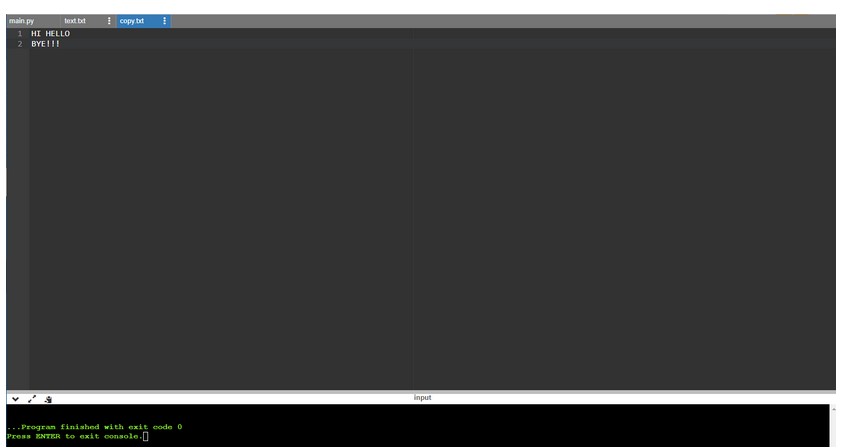 main.py text.txt copy.txt
1 HI HELLO
2 BYE!!!
input
...Program finished with exit code 0
Press ENTER to exit console.